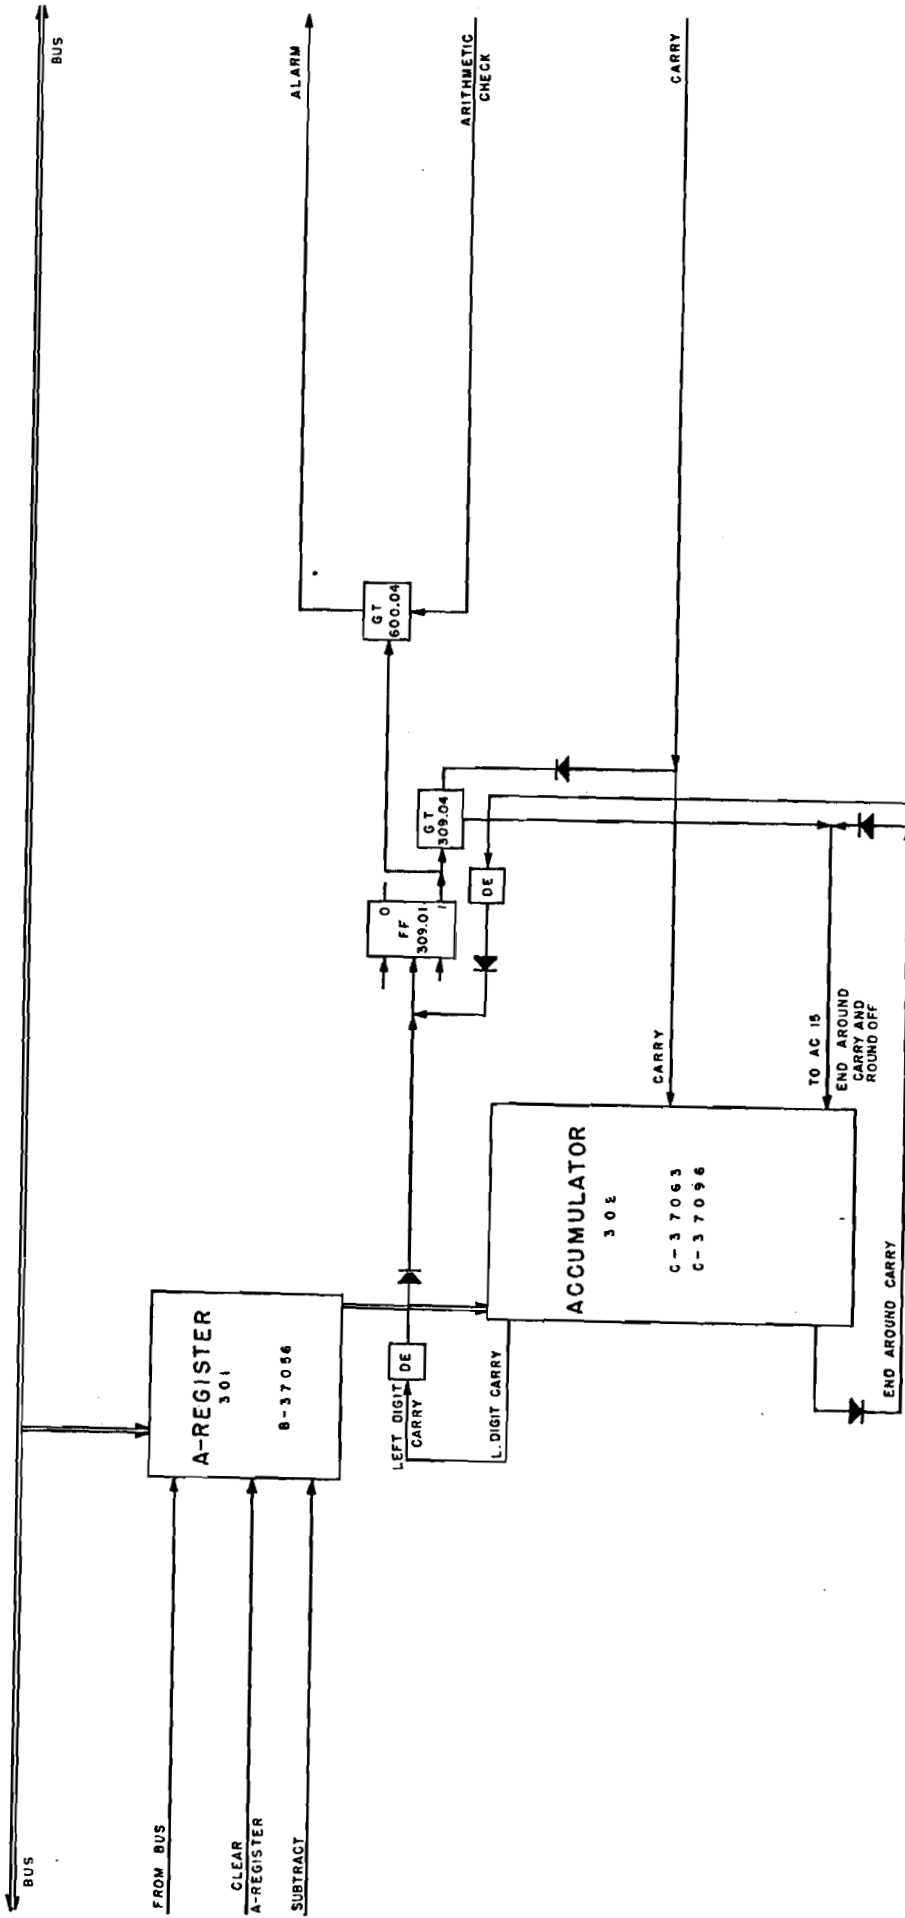 BUS
BUS
FROM BUS
CLEAR
A-REGISTER
SUBTRACT
A-REGISTER
301
B-37056
LEFT DIGIT
CARRY
DE
L. DIGIT CARRY
ACCUMULATOR
302
C-37063
C-37096
END AROUND CARRY
CARRY
TO AC 15
END AROUND
CARRY AND
ROUND OFF
0
FF
309.01
1
DE
GT
309.04
GT
600.04
ALARM
ARITHMETIC
CHECK
CARRY